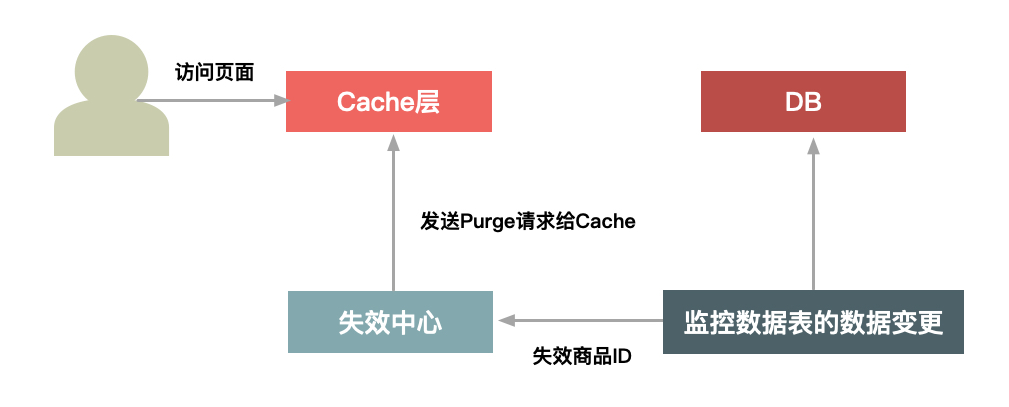 访问页面
Cache层
DB
发送Purge请求给Cache
失效中心
监控数据表的数据变更
失效商品ID